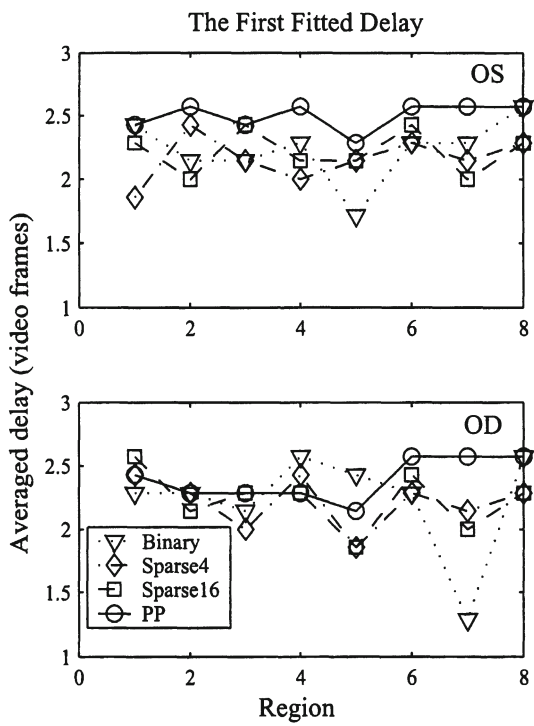 The First Fitted Delay
Averaged delay (video frames)
3
OS
2.5
2
1.5
1
0 2 4 6 8
3
OD
2.5
2
1.5
1
Binary
Sparse4
Sparse16
PP
0 2 4 6 8
Region